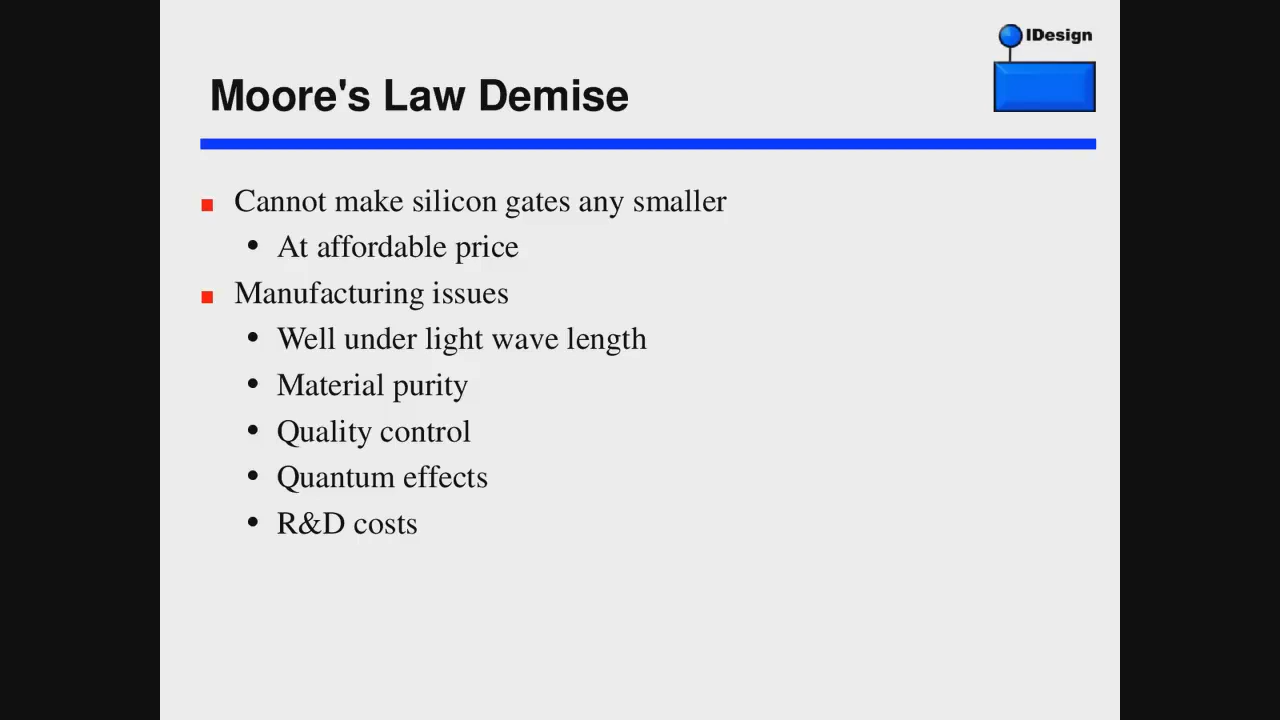 IDesign
Moore's Law Demise
Cannot make silicon gates any smaller
At affordable price
Manufacturing issues
Well under light wave length
Material purity
Quality control
Quantum effects
R&D costs